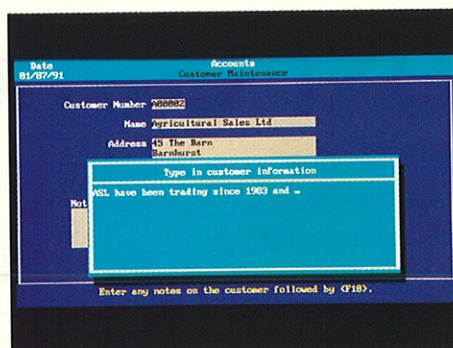 Date
Accounts
01/07/91
Customer Maintenance
Customer Number A00002
Name Agricultural Sales Ltd
Address 45 The Barn
Barnhurst
Type in customer information
ASL have been trading since 1983 and
Not
Enter any notes on the customer followed by <F10>.